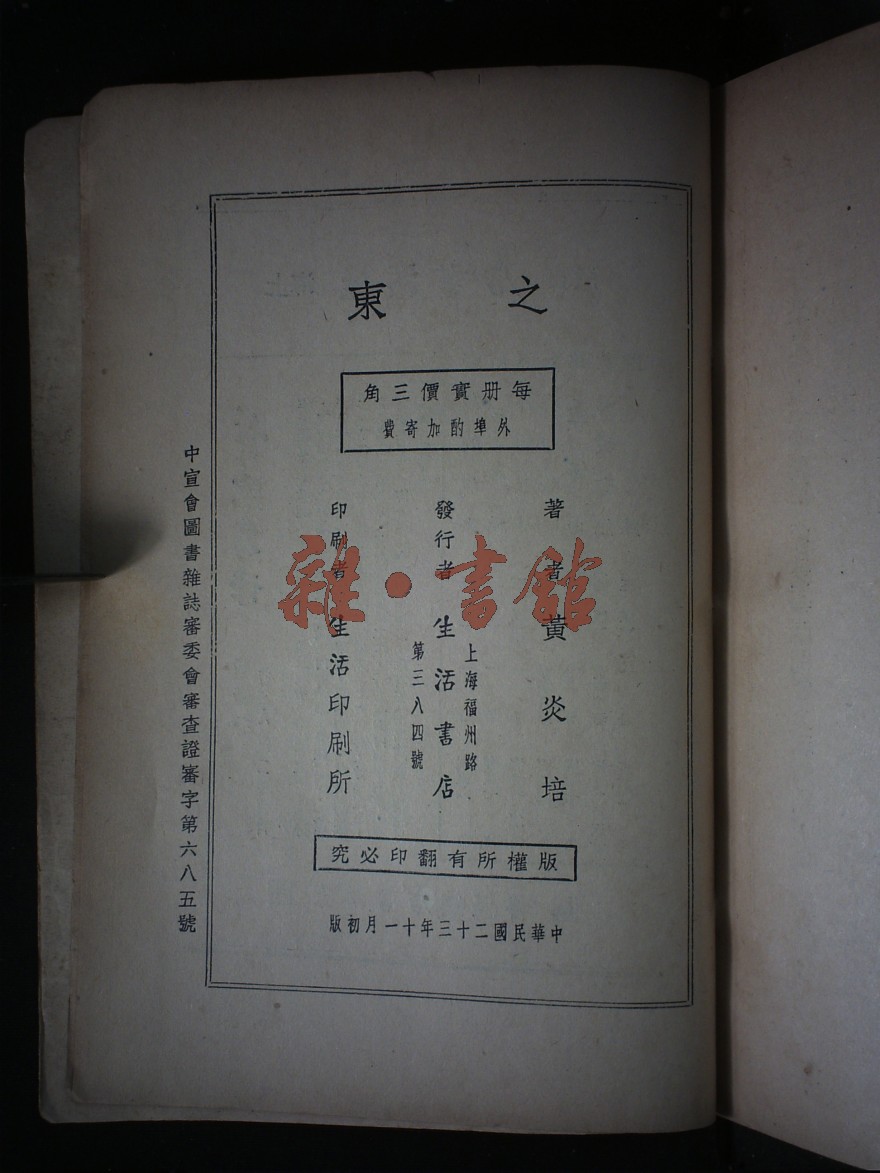 之東
每册實價三角
外埠酌加寄費
著者黃炎培
上海福州路
發行者生活書店
第三八四號
印刷者生活印刷所
版權所有翻印必究
中華民國二十三年十一月初版
中宣會圖書雜誌審委會審查證審字第六八五號
雜·書館